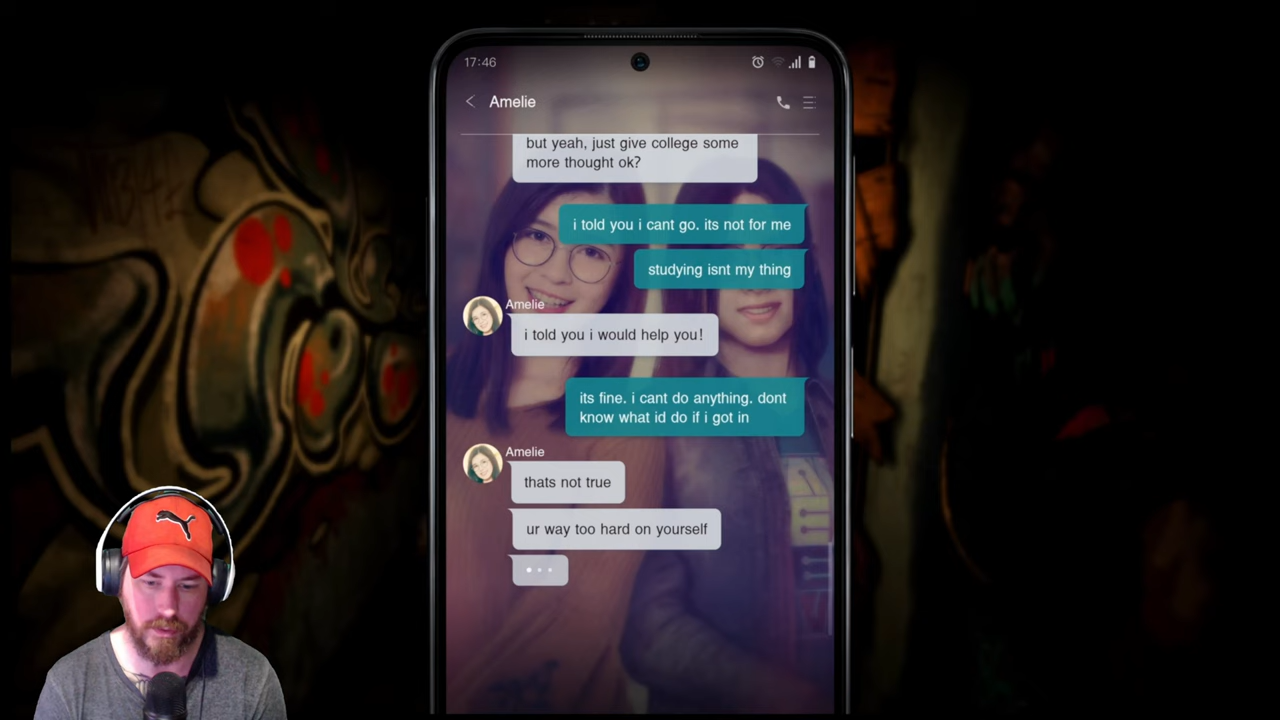 17:46
Amelie
but yeah, just give college some
more thought ok?
i told you i cant go. its not for me
studying isnt my thing
Amelie
i told you i would help you!
its fine. i cant do anything. dont
know what id do if i got in
Amelie
thats not true
ur way too hard on yourself